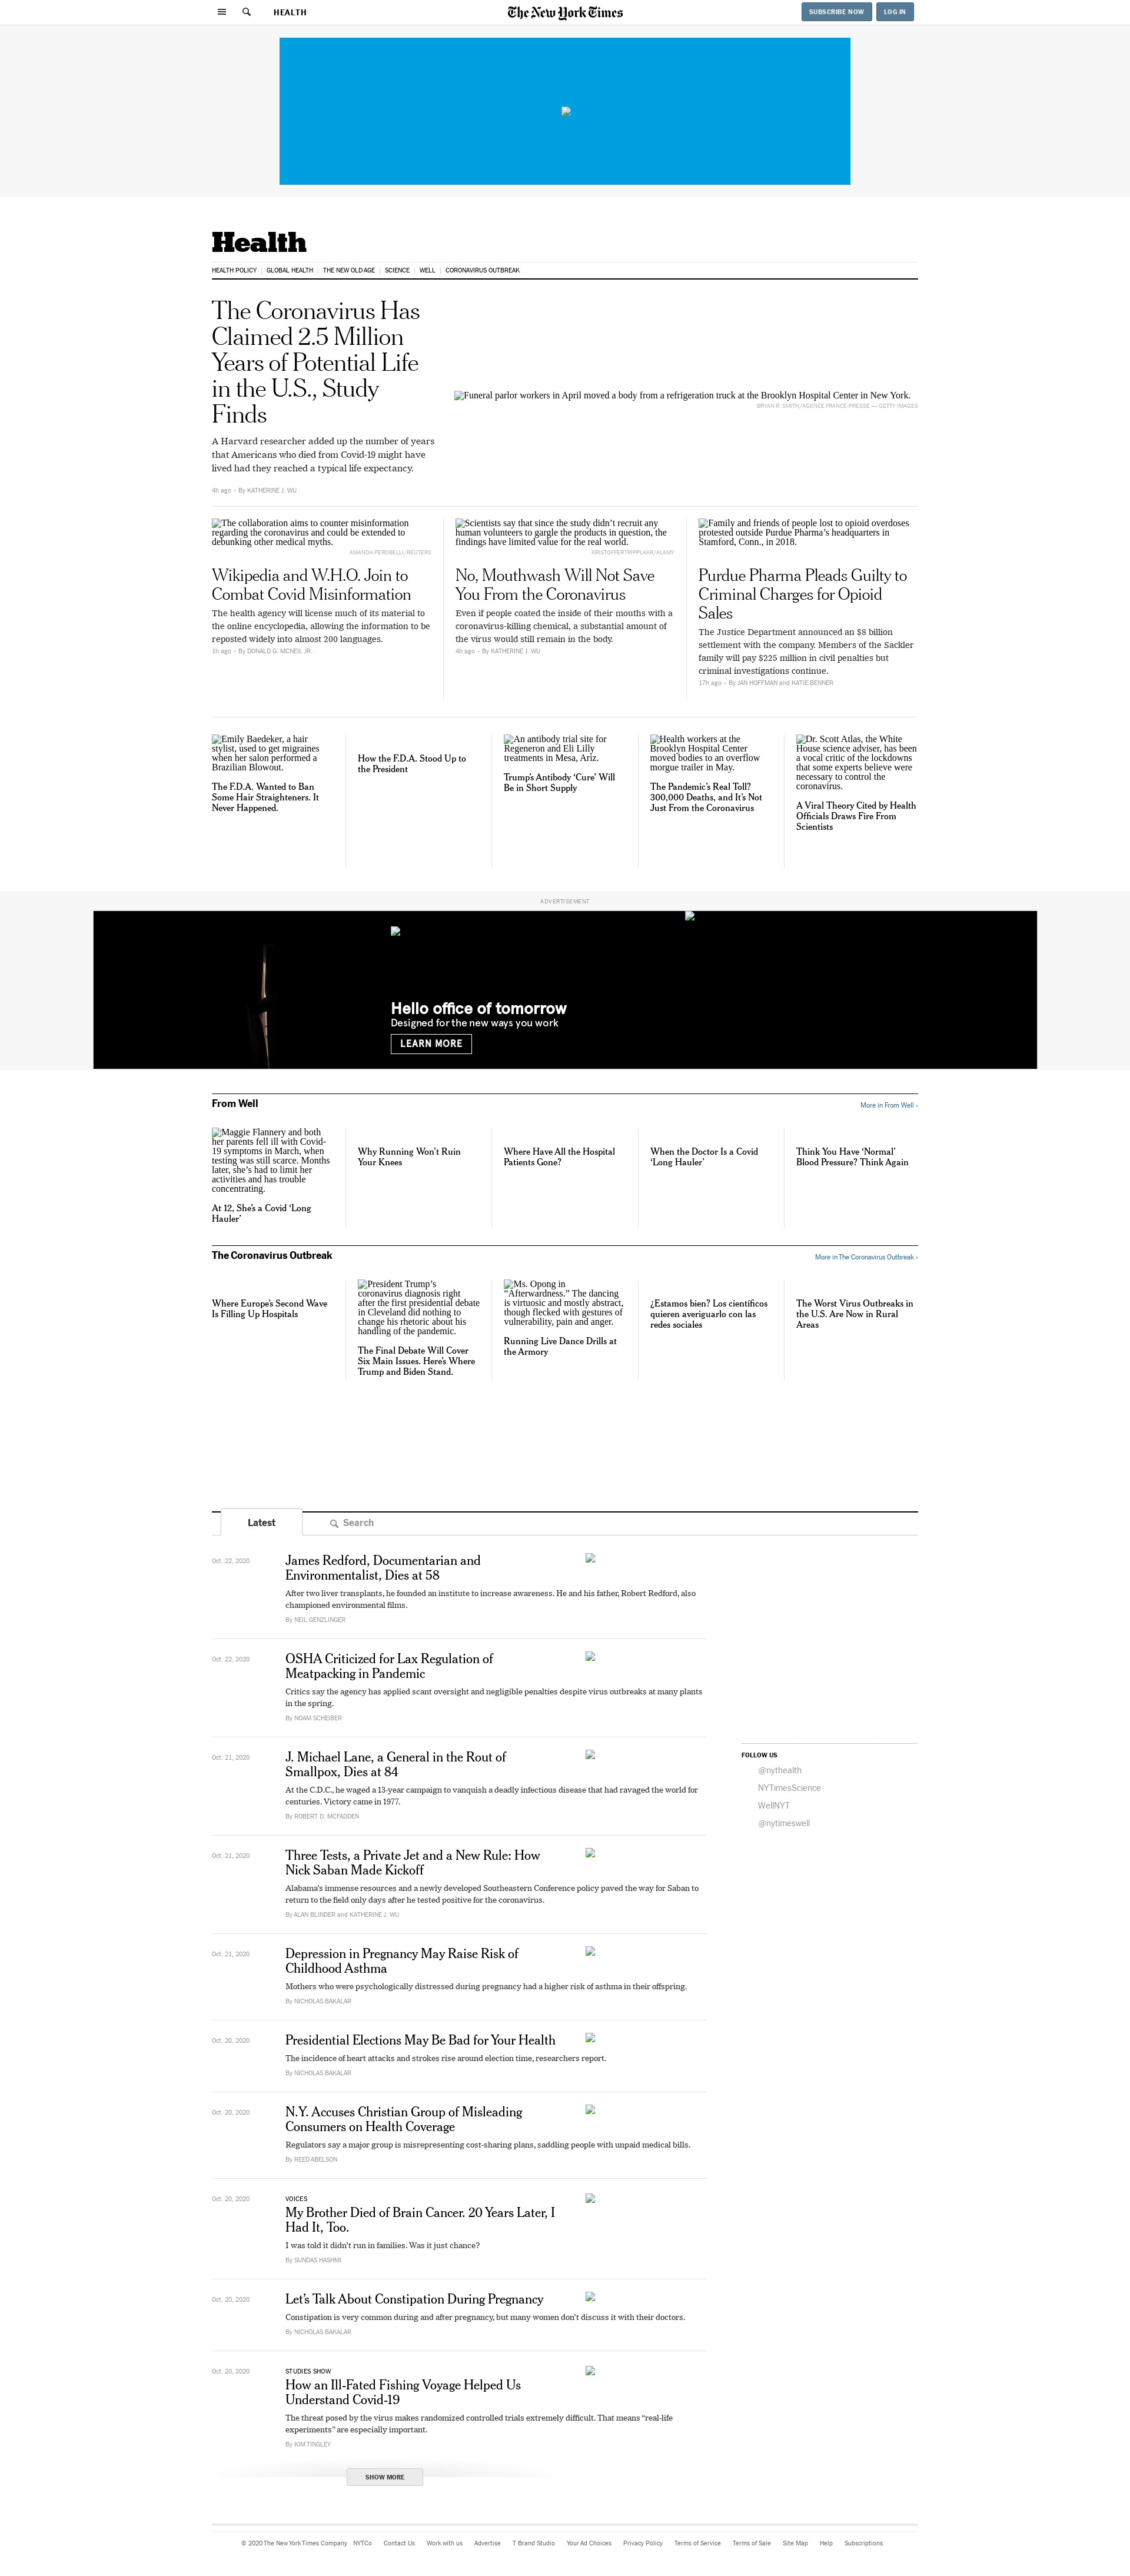 HEALTH
The New York Times
SUBSCRIBE NOW
LOG IN
Health
HEALTH POLICY
GLOBAL HEALTH
THE NEW OLD AGE
SCIENCE
WELL
CORONAVIRUS OUTBREAK
The Coronavirus Has
Claimed 2.5 Million
Years of Potential Life
in the U.S., Study
Finds
A Harvard researcher added up the number of years
that Americans who died from Covid-19 might have
lived had they reached a typical life expectancy.
4h ago • By KATHERINE J. WU
Funeral parlor workers in April moved a body from a refrigeration truck at the Brooklyn Hospital Center in New York.
BRYAN R. SMITH/AGENCE FRANCE-PRESSE — GETTY IMAGES
The collaboration aims to counter misinformation
regarding the coronavirus and could be extended to
debunking other medical myths.
AMANDA PEROBELLI/REUTERS
Wikipedia and W.H.O. Join to
Combat Covid Misinformation
The health agency will license much of its material to
the online encyclopedia, allowing the information to be
reposted widely into almost 200 languages.
1h ago • By DONALD G. MCNEIL JR.
Scientists say that since the study didn’t recruit any
human volunteers to gargle the products in question, the
findings have limited value for the real world.
KRISTOFFER TRIPPLAAR/ALAMY
No, Mouthwash Will Not Save
You From the Coronavirus
Even if people coated the inside of their mouths with a
coronavirus-killing chemical, a substantial amount of
the virus would still remain in the body.
4h ago • By KATHERINE J. WU
Family and friends of people lost to opioid overdoses
protested outside Purdue Pharma’s headquarters in
Stamford, Conn., in 2018.
Purdue Pharma Pleads Guilty to
Criminal Charges for Opioid
Sales
The Justice Department announced an $8 billion
settlement with the company. Members of the Sackler
family will pay $225 million in civil penalties but
criminal investigations continue.
17h ago • By JAN HOFFMAN and KATIE BENNER
Emily Baedeker, a hair
stylist, used to get migraines
when her salon performed a
Brazilian Blowout.
The F.D.A. Wanted to Ban
Some Hair Straighteners. It
Never Happened.
How the F.D.A. Stood Up to
the President
An antibody trial site for
Regeneron and Eli Lilly
treatments in Mesa, Ariz.
Trump’s Antibody ‘Cure’ Will
Be in Short Supply
Health workers at the
Brooklyn Hospital Center
moved bodies to an overflow
morgue trailer in May.
The Pandemic’s Real Toll?
300,000 Deaths, and It’s Not
Just From the Coronavirus
Dr. Scott Atlas, the White
House science adviser, has been
a vocal critic of the lockdowns
that some experts believe were
necessary to control the
coronavirus.
A Viral Theory Cited by Health
Officials Draws Fire From
Scientists
ADVERTISEMENT
Hello office of tomorrow
Designed for the new ways you work
LEARN MORE
From Well
More in From Well ›
Maggie Flannery and both
her parents fell ill with Covid-
19 symptoms in March, when
testing was still scarce. Months
later, she’s had to limit her
activities and has trouble
concentrating.
At 12, She’s a Covid ‘Long
Hauler’
Why Running Won’t Ruin
Your Knees
Where Have All the Hospital
Patients Gone?
When the Doctor Is a Covid
‘Long Hauler’
Think You Have ‘Normal’
Blood Pressure? Think Again
The Coronavirus Outbreak
More in The Coronavirus Outbreak ›
Where Europe’s Second Wave
Is Filling Up Hospitals
President Trump’s
coronavirus diagnosis right
after the first presidential debate
in Cleveland did nothing to
change his rhetoric about his
handling of the pandemic.
The Final Debate Will Cover
Six Main Issues. Here’s Where
Trump and Biden Stand.
Ms. Opong in
“Afterwardness.” The dancing
is virtuosic and mostly abstract,
though flecked with gestures of
vulnerability, pain and anger.
Running Live Dance Drills at
the Armory
¿Estamos bien? Los científicos
quieren averiguarlo con las
redes sociales
The Worst Virus Outbreaks in
the U.S. Are Now in Rural
Areas
Latest
Search
Oct. 22, 2020
James Redford, Documentarian and
Environmentalist, Dies at 58
After two liver transplants, he founded an institute to increase awareness. He and his father, Robert Redford, also
championed environmental films.
By NEIL GENZLINGER
Oct. 22, 2020
OSHA Criticized for Lax Regulation of
Meatpacking in Pandemic
Critics say the agency has applied scant oversight and negligible penalties despite virus outbreaks at many plants
in the spring.
By NOAM SCHEIBER
Oct. 21, 2020
J. Michael Lane, a General in the Rout of
Smallpox, Dies at 84
At the C.D.C., he waged a 13-year campaign to vanquish a deadly infectious disease that had ravaged the world for
centuries. Victory came in 1977.
By ROBERT D. MCFADDEN
Oct. 21, 2020
Three Tests, a Private Jet and a New Rule: How
Nick Saban Made Kickoff
Alabama’s immense resources and a newly developed Southeastern Conference policy paved the way for Saban to
return to the field only days after he tested positive for the coronavirus.
By ALAN BLINDER and KATHERINE J. WU
Oct. 21, 2020
Depression in Pregnancy May Raise Risk of
Childhood Asthma
Mothers who were psychologically distressed during pregnancy had a higher risk of asthma in their offspring.
By NICHOLAS BAKALAR
Oct. 20, 2020
Presidential Elections May Be Bad for Your Health
The incidence of heart attacks and strokes rise around election time, researchers report.
By NICHOLAS BAKALAR
Oct. 20, 2020
N.Y. Accuses Christian Group of Misleading
Consumers on Health Coverage
Regulators say a major group is misrepresenting cost-sharing plans, saddling people with unpaid medical bills.
By REED ABELSON
Oct. 20, 2020
VOICES
My Brother Died of Brain Cancer. 20 Years Later, I
Had It, Too.
I was told it didn’t run in families. Was it just chance?
By SUNDAS HASHMI
Oct. 20, 2020
Let’s Talk About Constipation During Pregnancy
Constipation is very common during and after pregnancy, but many women don’t discuss it with their doctors.
By NICHOLAS BAKALAR
Oct. 20, 2020
STUDIES SHOW
How an Ill-Fated Fishing Voyage Helped Us
Understand Covid-19
The threat posed by the virus makes randomized controlled trials extremely difficult. That means “real-life
experiments” are especially important.
By KIM TINGLEY
SHOW MORE
FOLLOW US
@nythealth
NYTimesScience
WellNYT
@nytimeswell
© 2020 The New York Times Company
NYTCo
Contact Us
Work with us
Advertise
T Brand Studio
Your Ad Choices
Privacy Policy
Terms of Service
Terms of Sale
Site Map
Help
Subscriptions